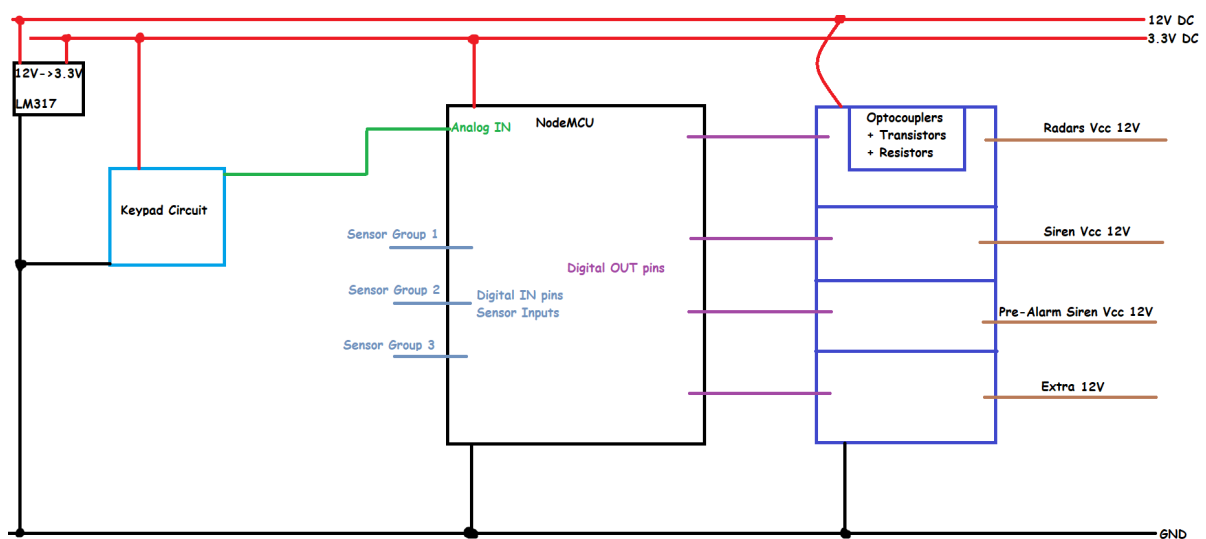 12V DC
3.3V DC
12V->3.3V
LM317
Keypad Circuit
Analog IN
NodeMCU
Sensor Group 1
Sensor Group 2
Sensor Group 3
Digital IN pins
Sensor Inputs
Digital OUT pins
Optocouplers
+ Transistors
+ Resistors
Radars Vcc 12V
Siren Vcc 12V
Pre-Alarm Siren Vcc 12V
Extra 12V
GND